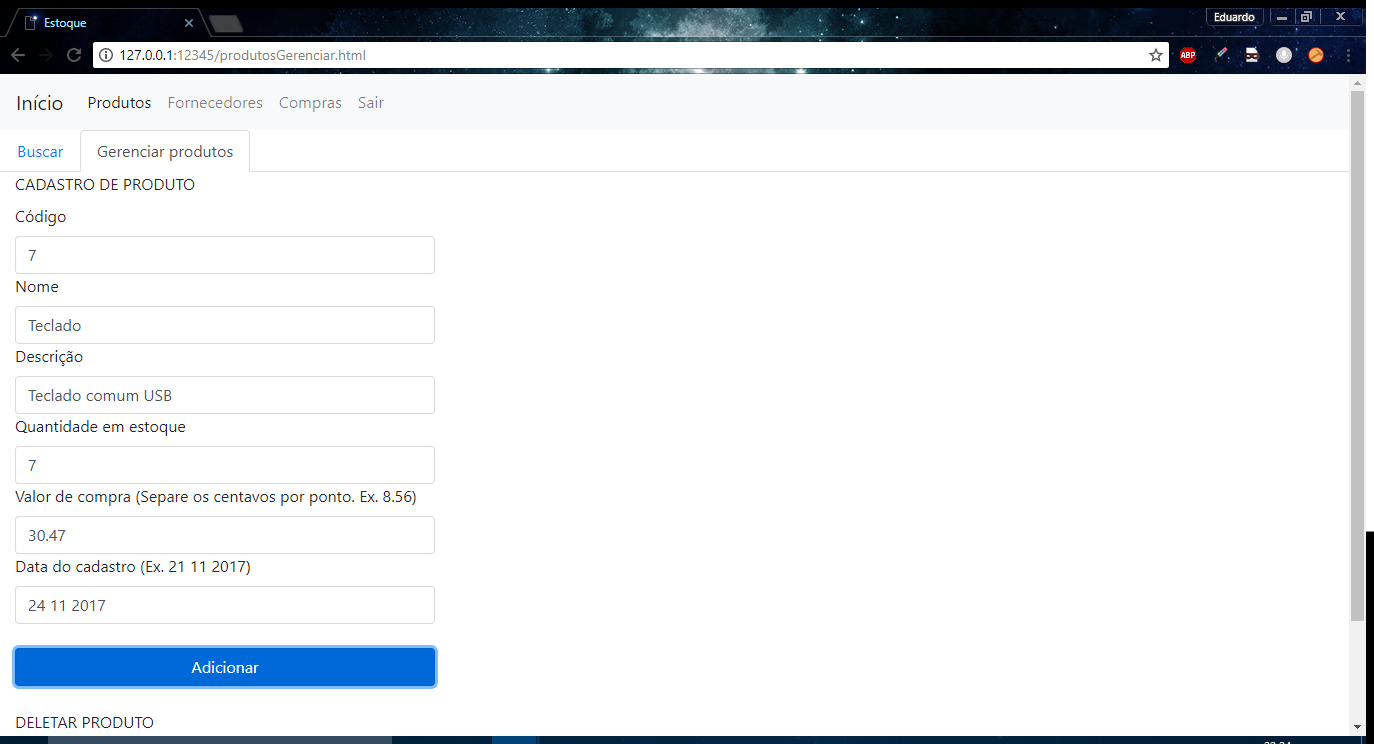 Estoque
Eduardo
127.0.0.1:12345/produtosGerenciar.html
ABP
Início Produtos Fornecedores Compras Sair
Buscar Gerenciar produtos
CADASTRO DE PRODUTO
Código
7
Nome
Teclado
Descrição
Teclado comum USB
Quantidade em estoque
7
Valor de compra (Separe os centavos por ponto. Ex. 8.56)
30.47
Data do cadastro (Ex. 21 11 2017)
24 11 2017
Adicionar
DELETAR PRODUTO